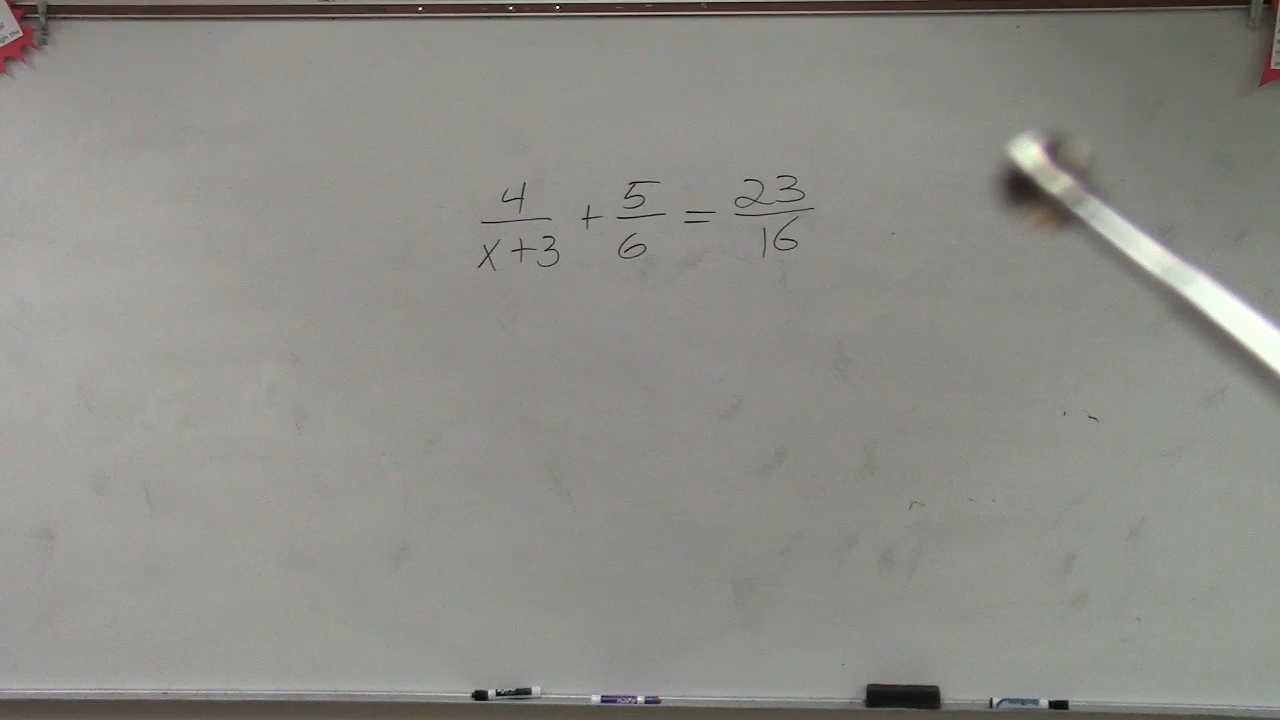 4/(x+3) + 5/6 = 23/16